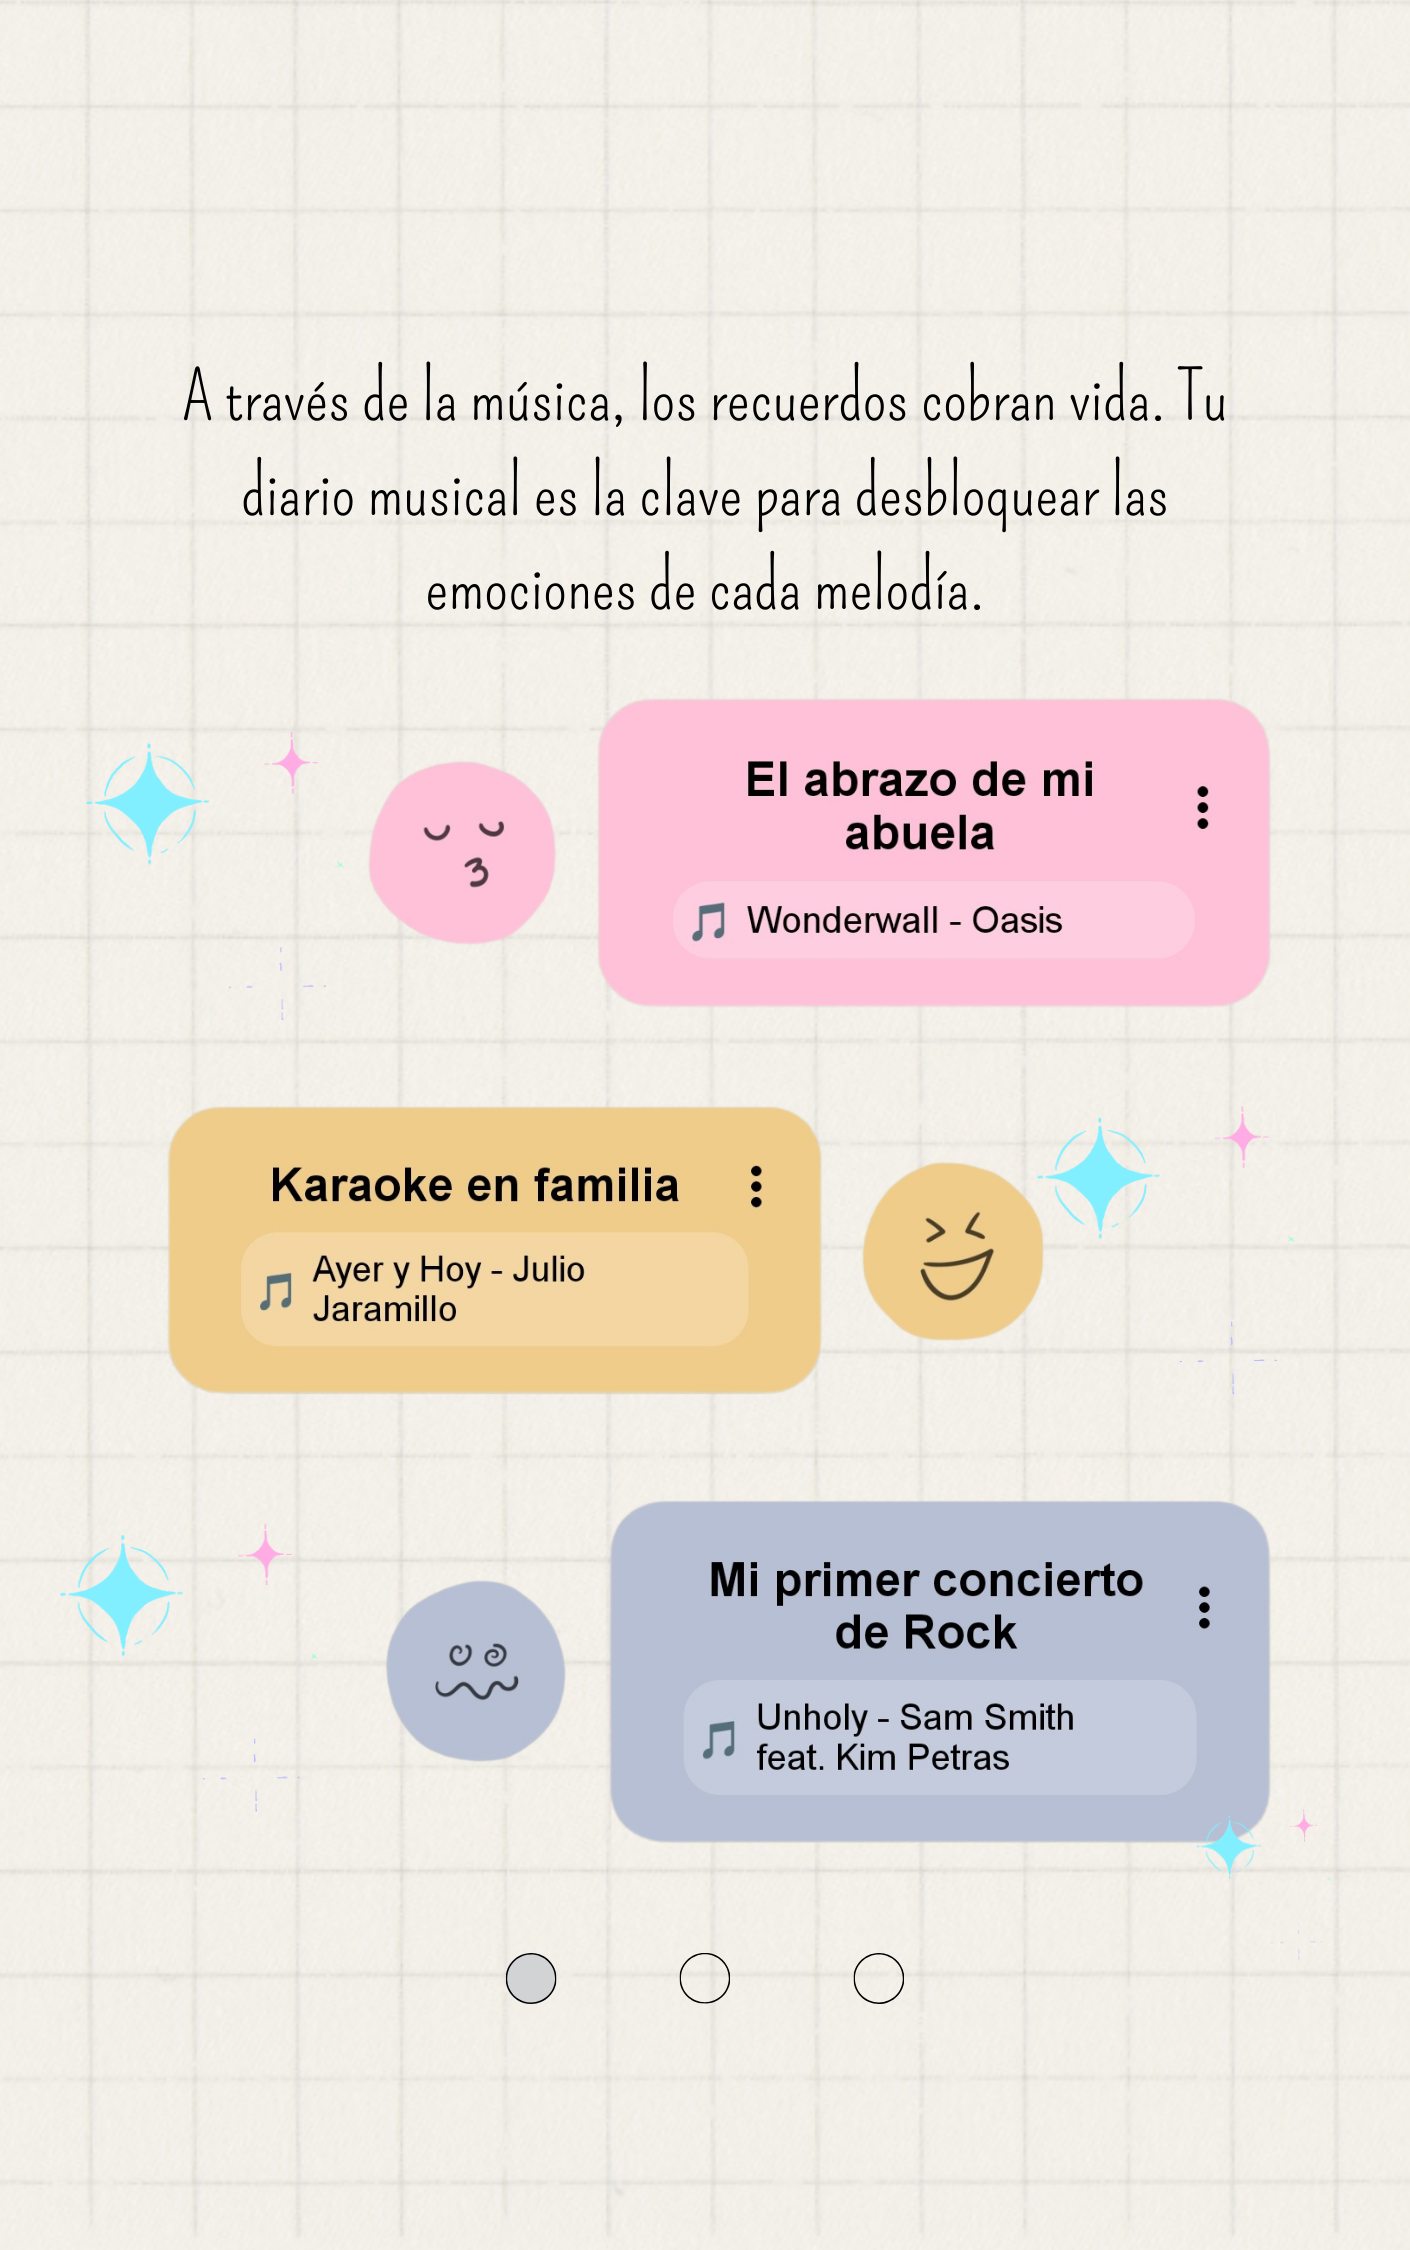 A través de la música, los recuerdos cobran vida. Tu
diario musical es la clave para desbloquear las
emociones de cada melodía.
El abrazo de mi
abuela
Wonderwall - Oasis
Karaoke en familia
Ayer y Hoy - Julio
Jaramillo
Mi primer concierto
de Rock
Unholy - Sam Smith
feat. Kim Petras